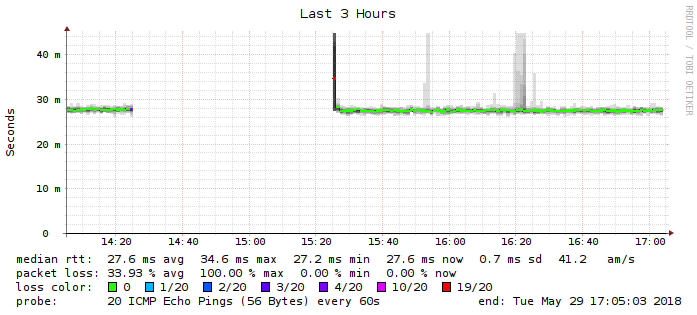 Last 3 Hours
RRDTOOL / TOBI OETIKER
Seconds
40 m
30 m
20 m
10 m
0
14:20 14:40 15:00 15:20 15:40 16:00 16:20 16:40 17:00
median rtt: 27.6 ms avg 34.6 ms max 27.2 ms min 27.6 ms now 0.7 ms sd 41.2 am/s
packet loss: 33.93 % avg 100.00 % max 0.00 % min 0.00 % now
loss color: 0 1/20 2/20 3/20 4/20 10/20 19/20
probe: 20 ICMP Echo Pings (56 Bytes) every 60s end: Tue May 29 17:05:03 2018